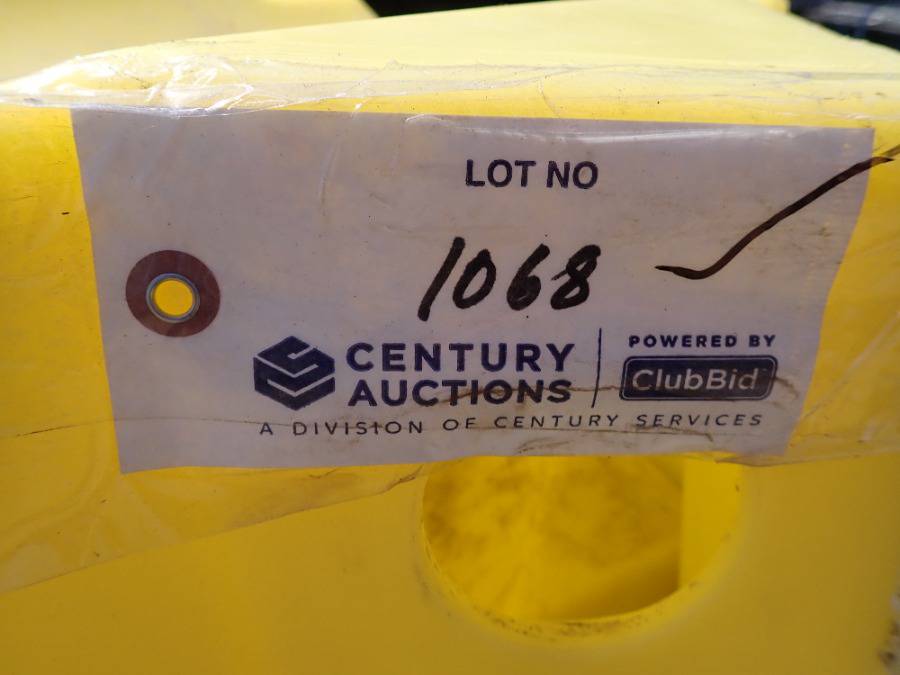 LOT NO
1068
CENTURY
AUCTIONS
POWERED BY
ClubBid
A DIVISION OF CENTURY SERVICES